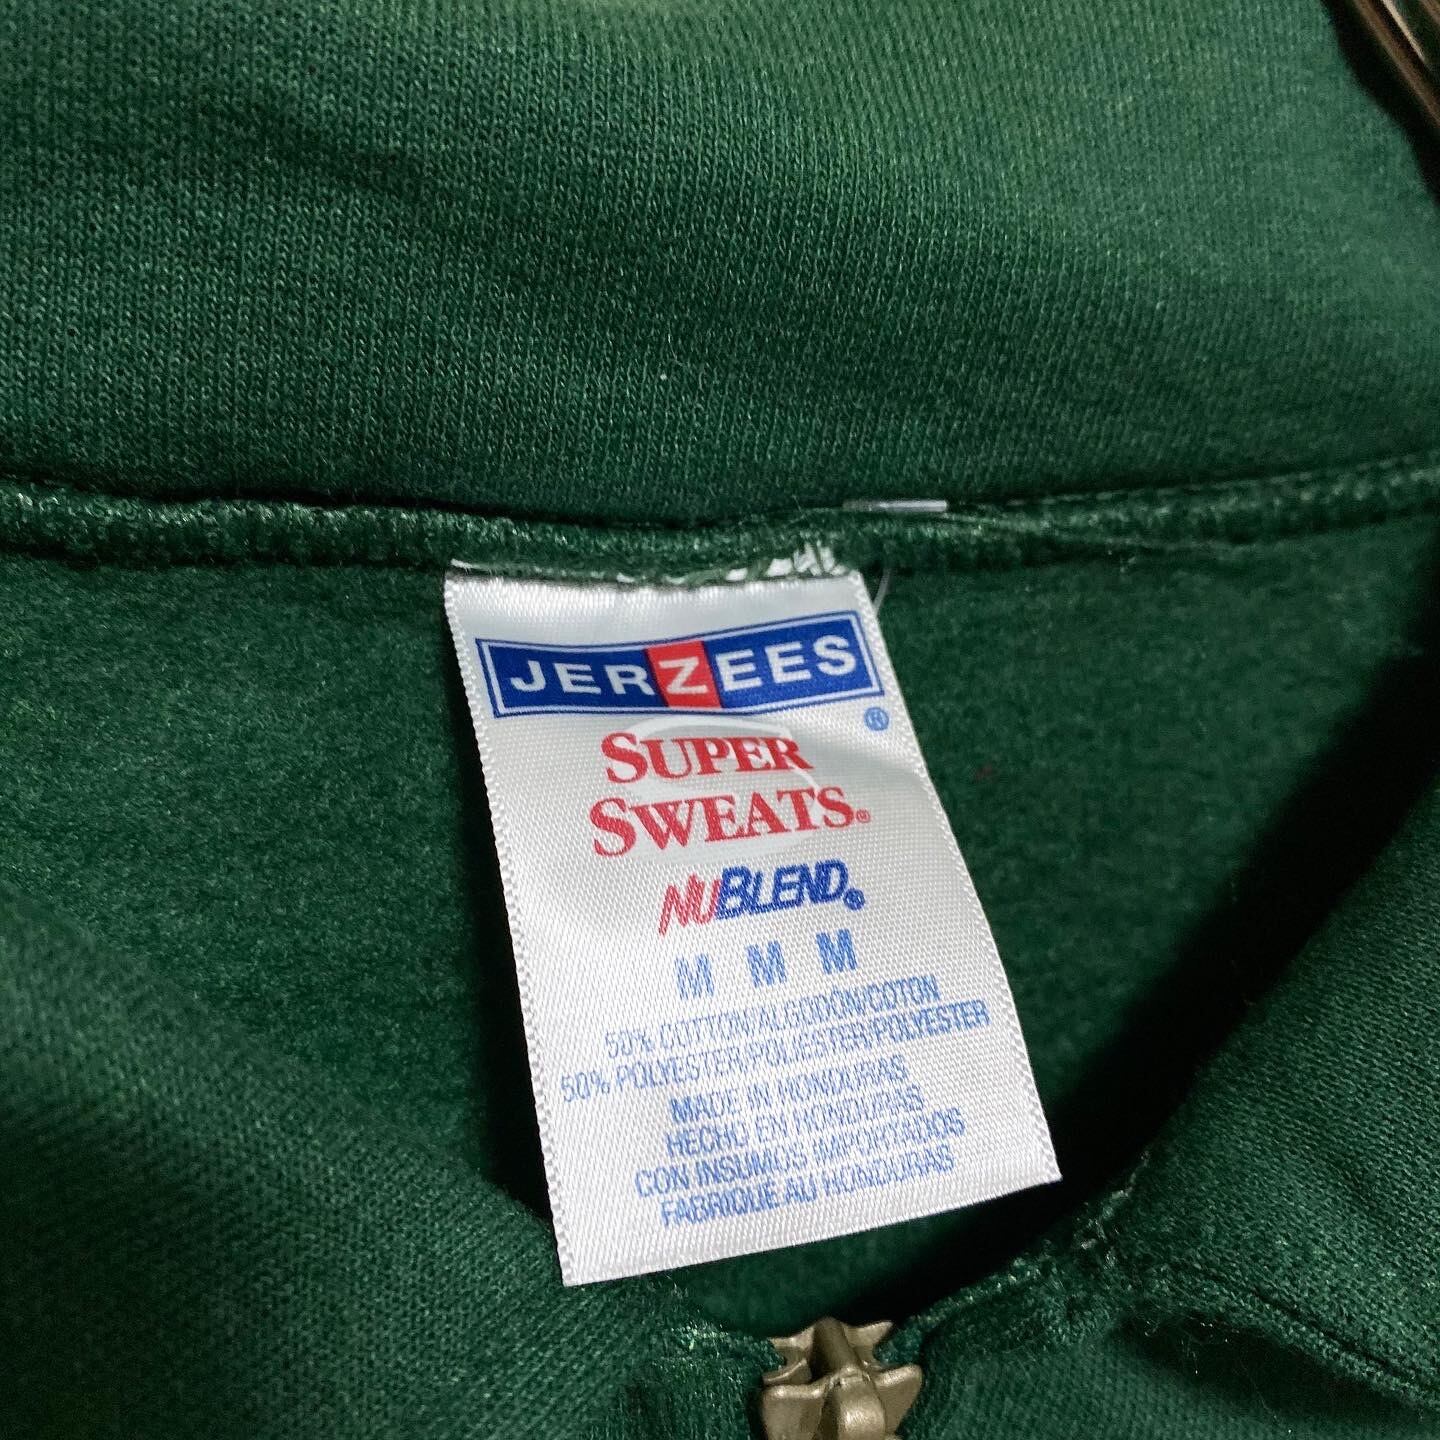 JERZEES®
SUPER
SWEATS®
NUBLEND®
M M M
50% COTTON/ALGODÓN/COTON
50% POLYESTER/POLIESTER/POLYESTER
MADE IN HONDURAS
HECHO EN HONDURAS
CON INSUMOS IMPORTADOS
FABRIQUE AU HONDURAS